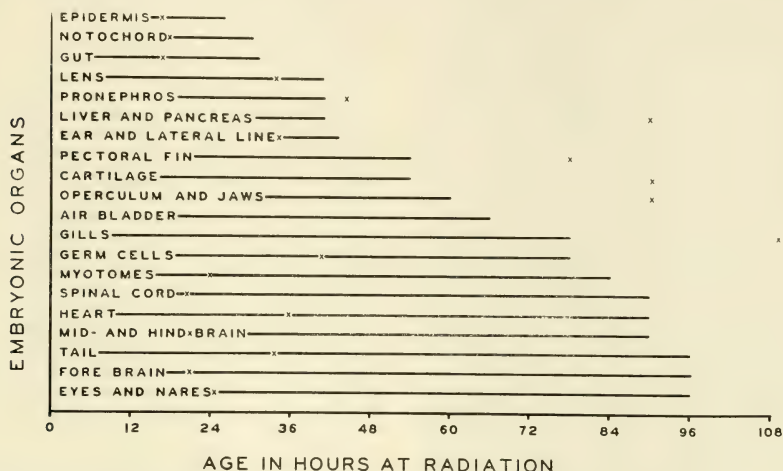 EPIDERMIS
NOTOCHORD
GUT
LENS
PRONEPHROS
LIVER AND PANCREAS
EAR AND LATERAL LINE
PECTORAL FIN
CARTILAGE
OPERCULUM AND JAWS
AIR BLADDER
GILLS
GERM CELLS
MYOTOMES
SPINAL CORD
HEART
MID- AND HIND BRAIN
TAIL
FORE BRAIN
EYES AND NARES
EMBRYONIC ORGANS
0 12 24 36 48 60 72 84 96 108
AGE IN HOURS AT RADIATION